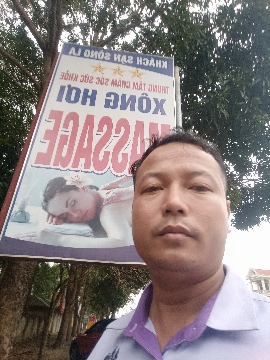 KHÁCH SẠN SÔNG LA
TRUNG TÂM CHĂM SÓC SỨC KHỎE
XÔNG HƠI
MASSAGE